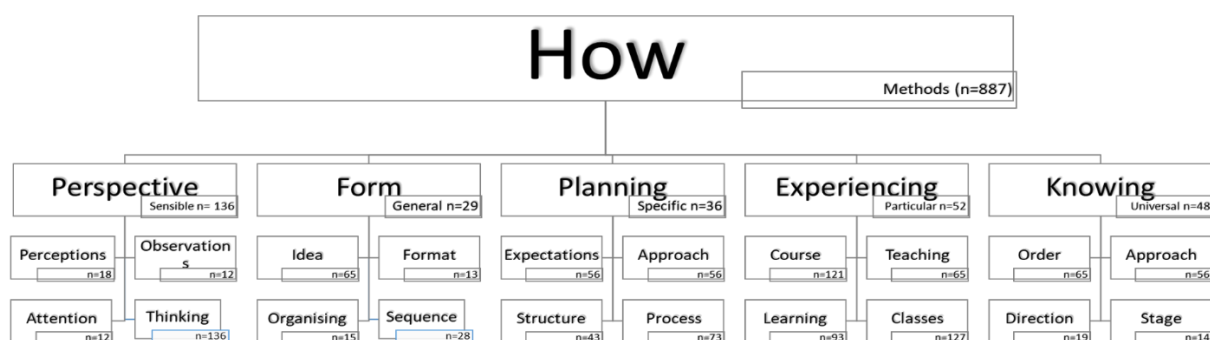 How
Methods (n=887)
Perspective
Sensible n= 136
Form
General n=29
Planning
Specific n=36
Experiencing
Particular n=52
Knowing
Universal n=48
Perceptions
n=18
Observation
s
n=12
Idea
n=65
Format
n=13
Expectations
n=56
Approach
n=56
Course
n=121
Teaching
n=65
Order
n=65
Approach
n=56
Attention
n=12
Thinking
n=136
Organising
n=15
Sequence
n=28
Structure
n=43
Process
n=73
Learning
n=93
Classes
n=127
Direction
n=19
Stage
n=14